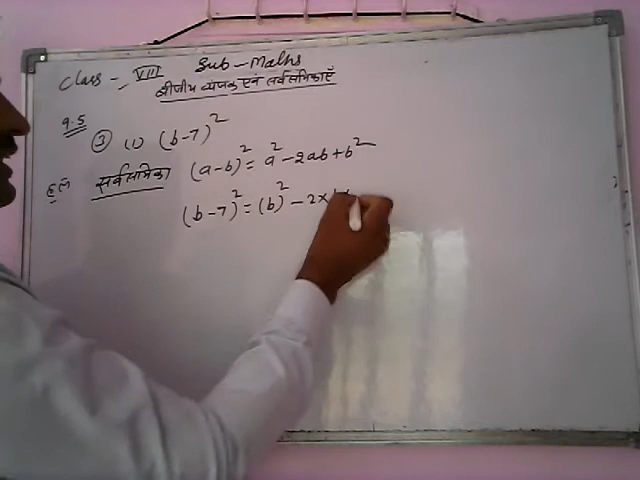 Class - VIII Sub - Maths
बीजीय व्यंजक एवं सर्वसमिकाएँ
9.5
③ (i) (b-7)²
हल सर्वसमिका (a-b)² = a² - 2ab + b²
(b-7)² = (b)² - 2×